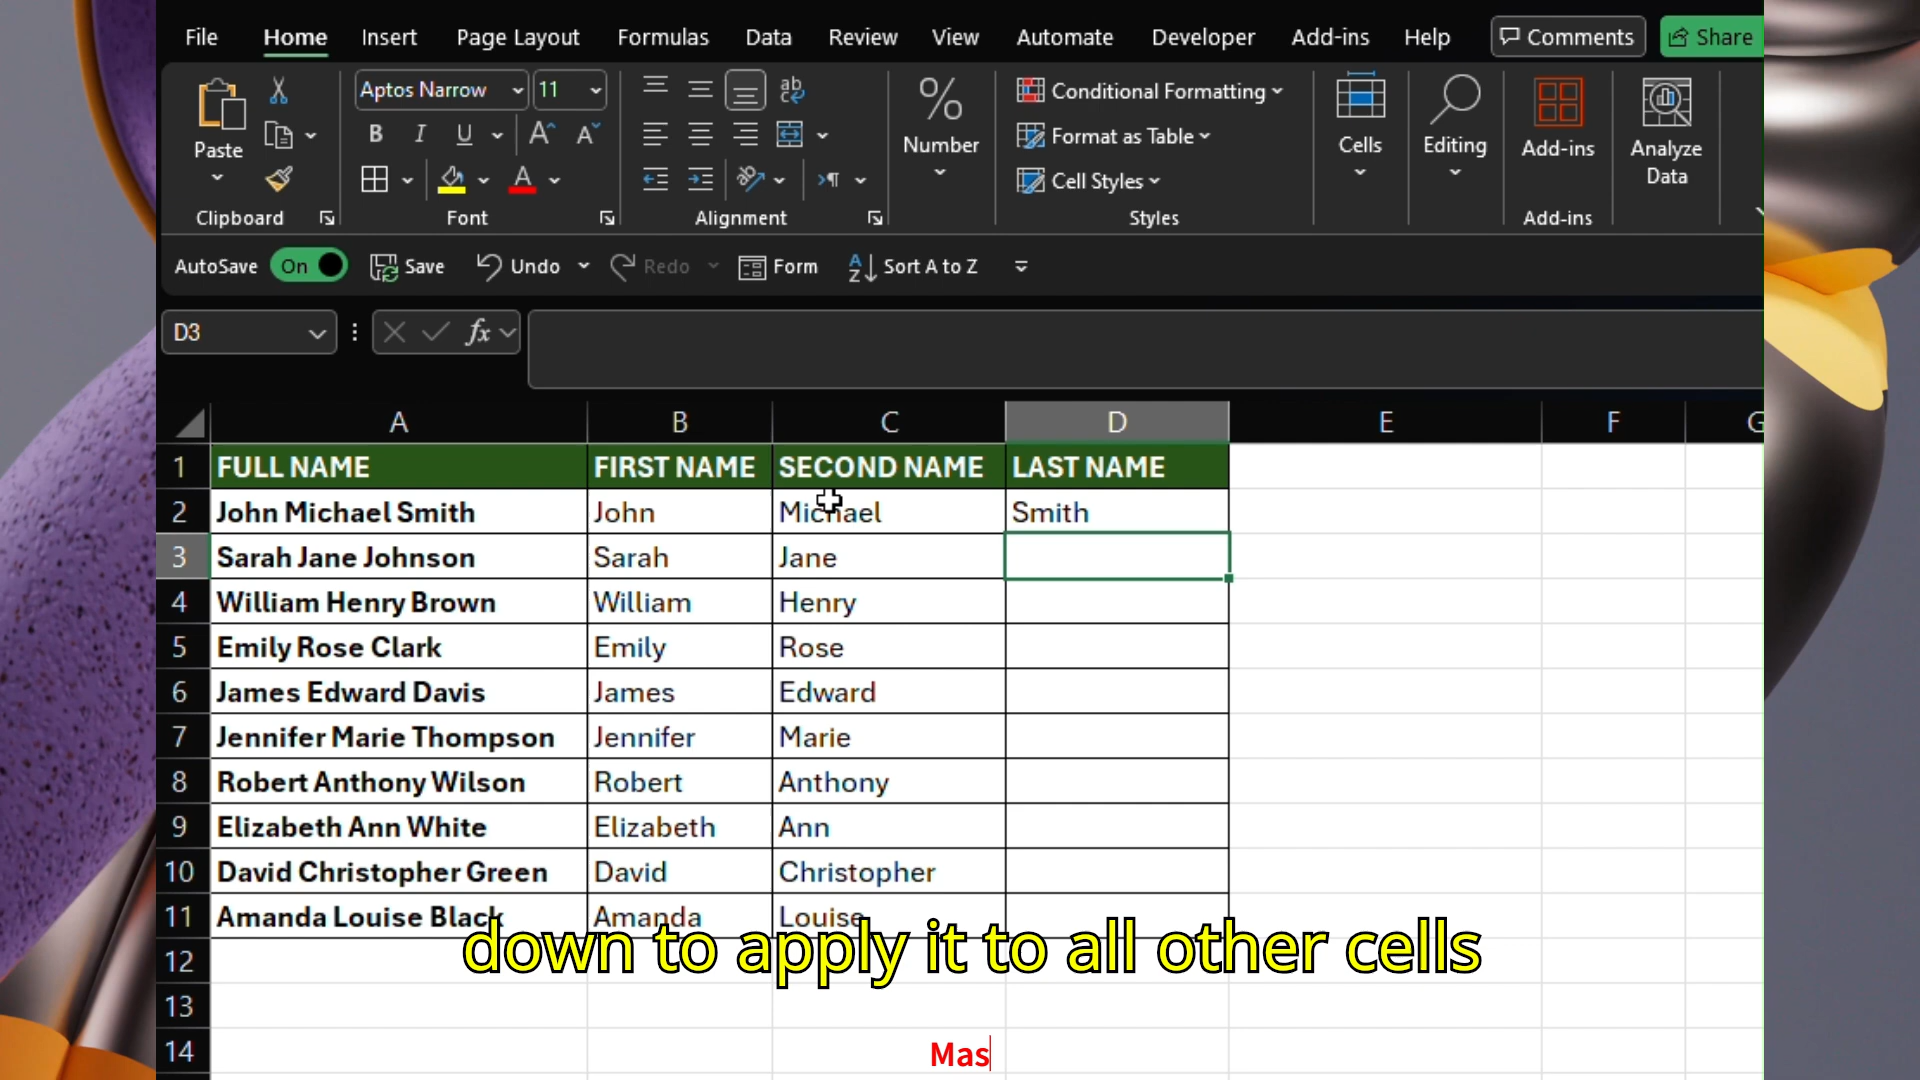 File Home Insert Page Layout Formulas Data Review View Automate Developer Add-ins Help Comments Share
Paste
Clipboard
Aptos Narrow 11
B I U A A
A
Font
ab
c
Alignment
%
Number
Conditional Formatting
Format as Table
Cell Styles
Styles
Cells
Editing
Add-ins
Add-ins
Analyze
Data
AutoSave On Save Undo Redo Form Sort A to Z
D3 fx
A B C D E F G
1 FULL NAME FIRST NAME SECOND NAME LAST NAME
2 John Michael Smith John Michael Smith
3 Sarah Jane Johnson Sarah Jane
4 William Henry Brown William Henry
5 Emily Rose Clark Emily Rose
6 James Edward Davis James Edward
7 Jennifer Marie Thompson Jennifer Marie
8 Robert Anthony Wilson Robert Anthony
9 Elizabeth Ann White Elizabeth Ann
10 David Christopher Green David Christopher
11 Amanda Louise Black Amanda Louise
down to apply it to all other cells
12
13
14
Mas